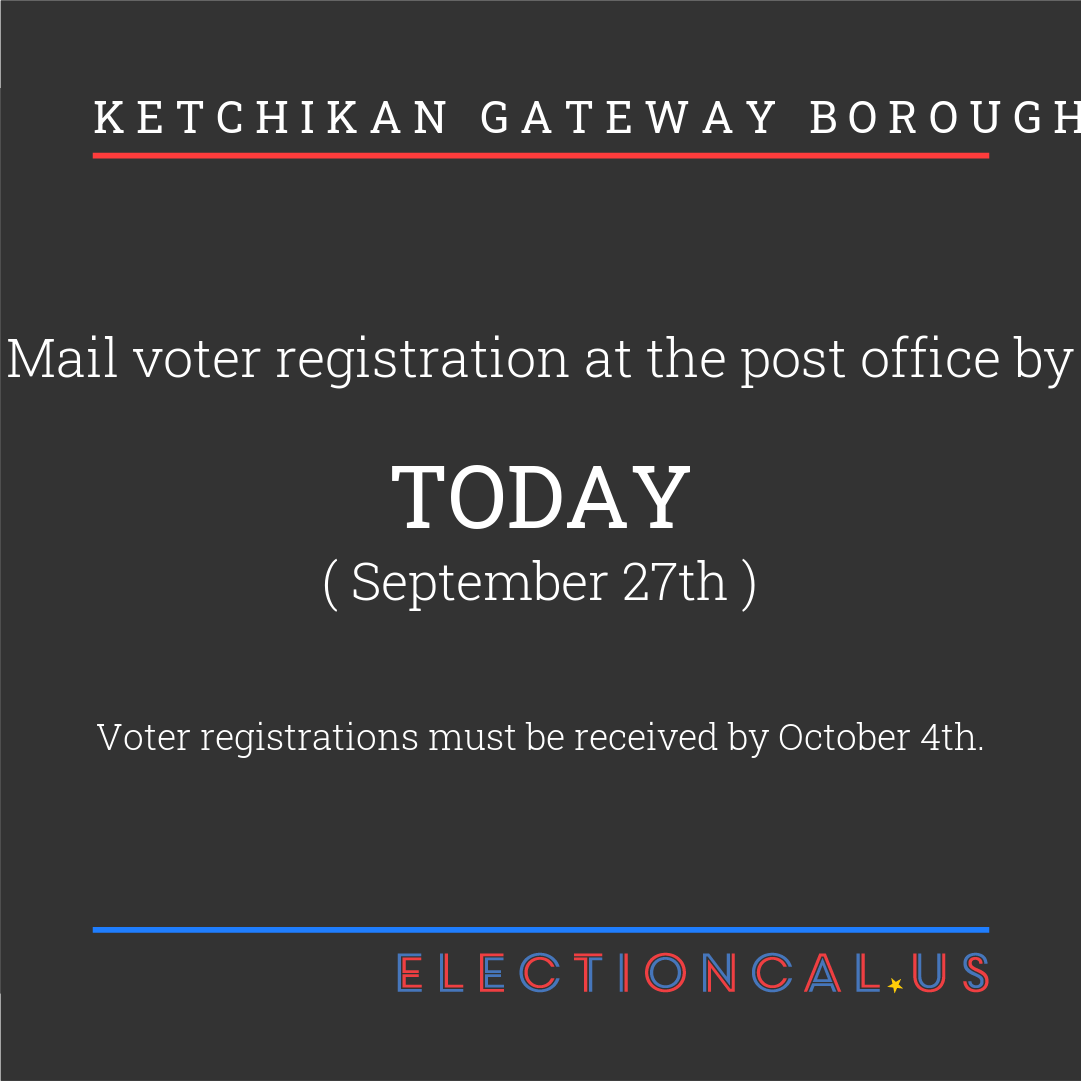 KETCHIKAN GATEWAY BOROUGH
Mail voter registration at the post office by
TODAY
( September 27th )
Voter registrations must be received by October 4th.
ELECTIONCAL.US